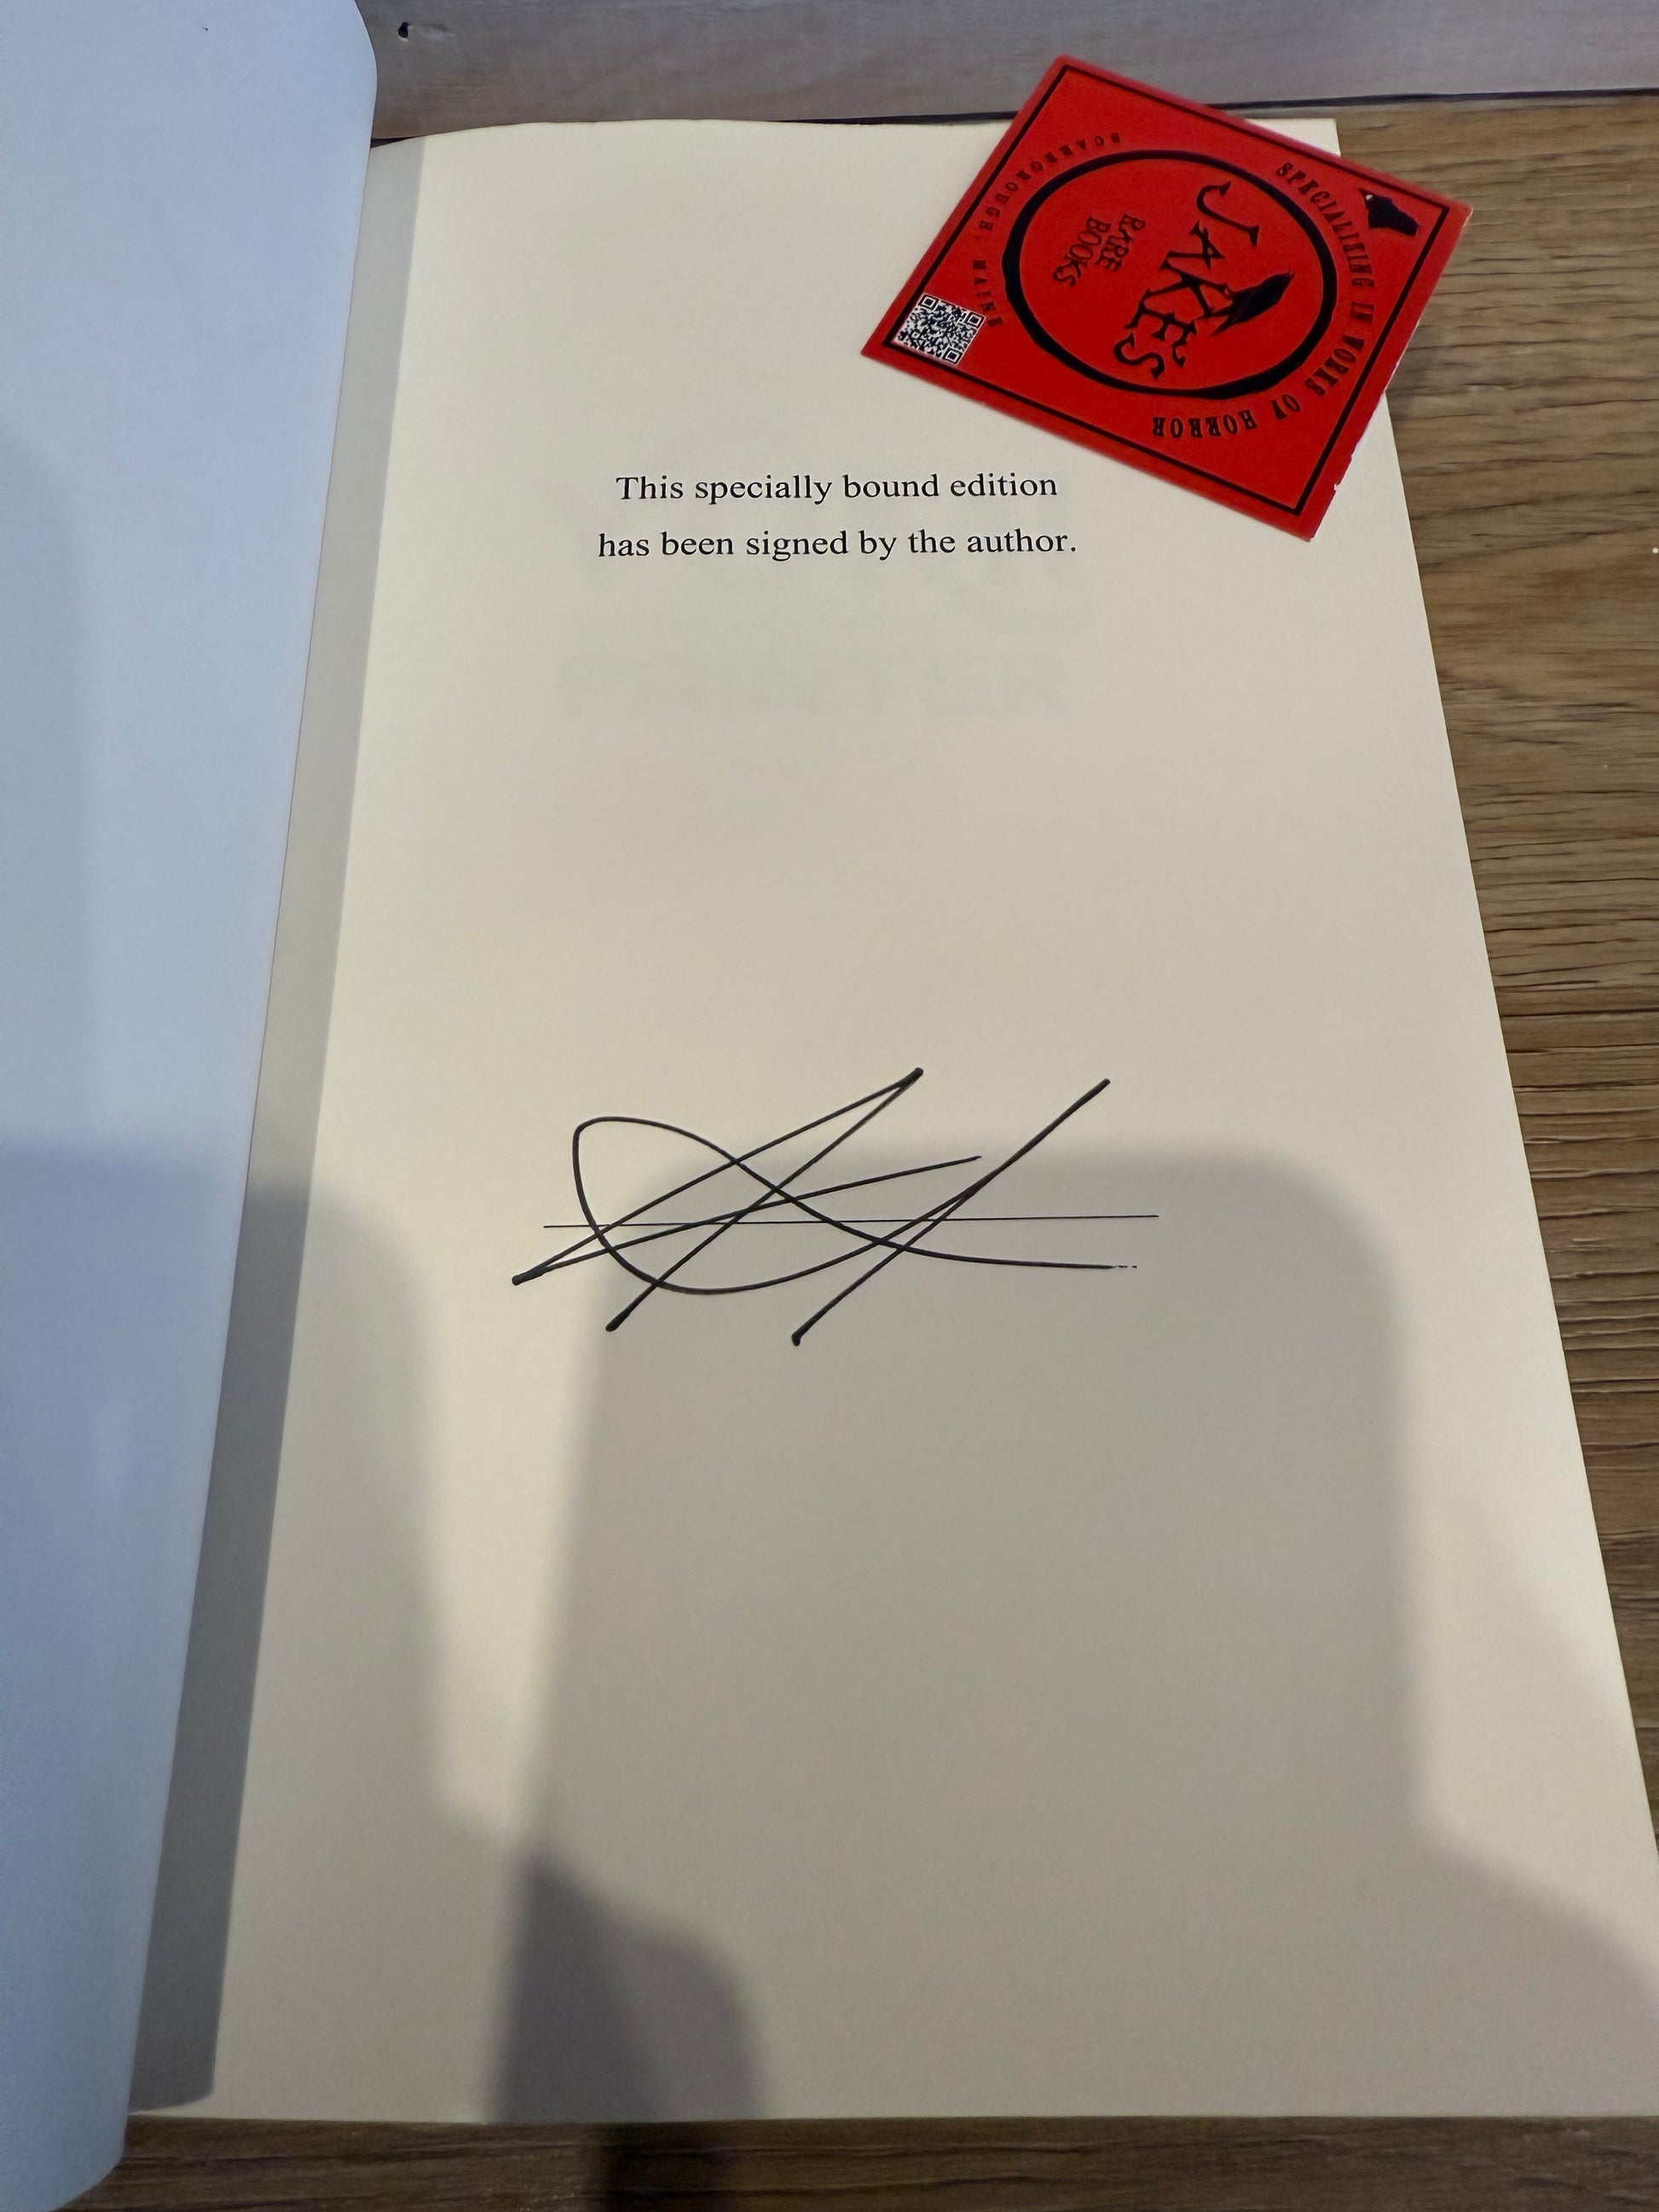 This specially bound edition
has been signed by the author.
SPECIALIZING IN WORKS OF HORROR
JAKE'S
RARE
BOOKS
SCARBOROUGH, MAINE